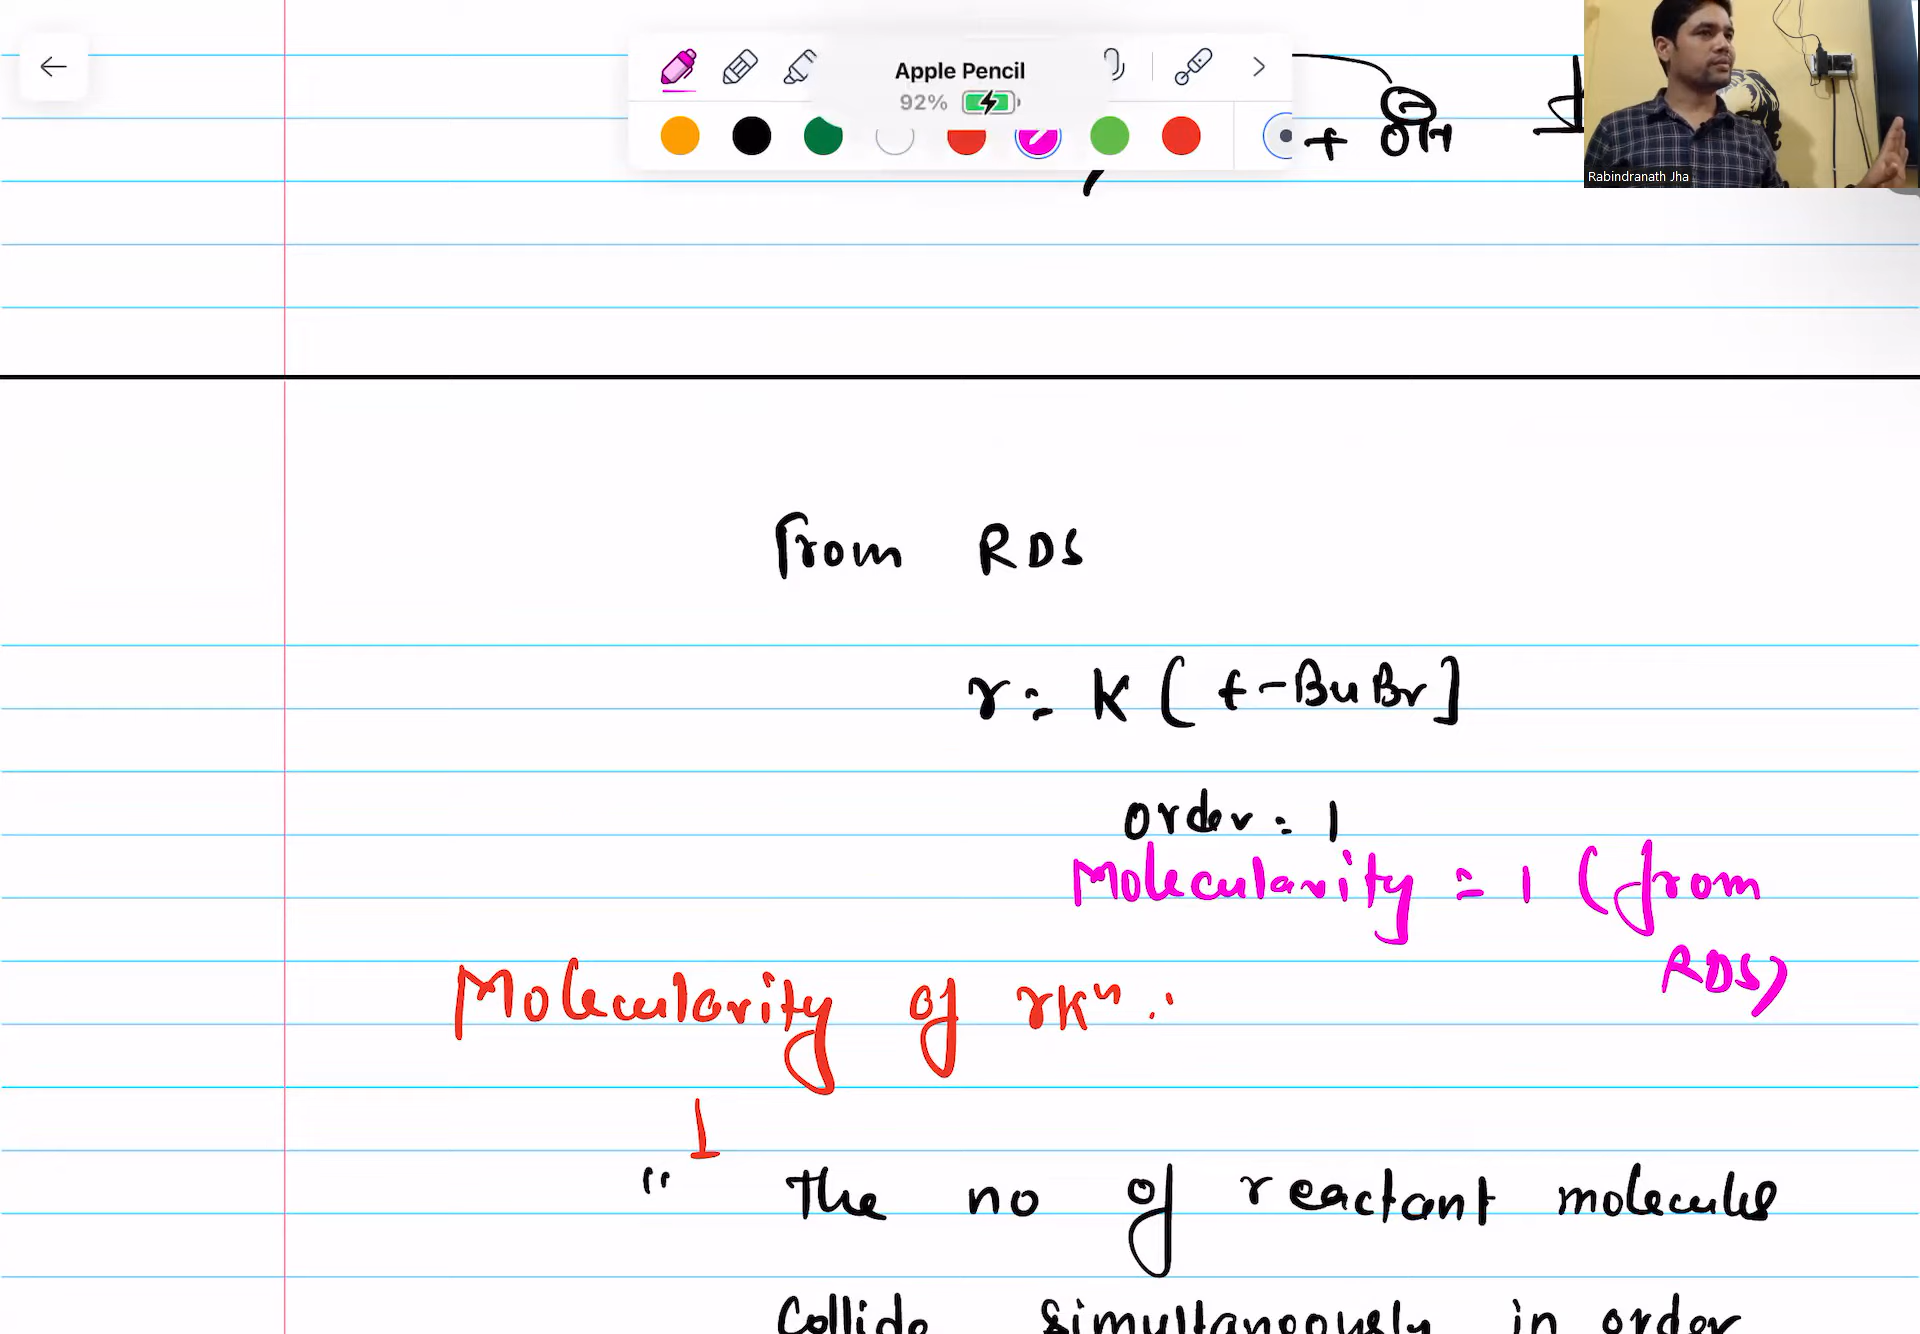 Apple Pencil
92%
+ OH
Rabindranath Jha
From RDS
r = K [t-BuBr]
order = 1
Molecularity = 1 (from
RDS)
Molecularity of rxn :
" The no of reactant molecules
Collide simultaneously in order